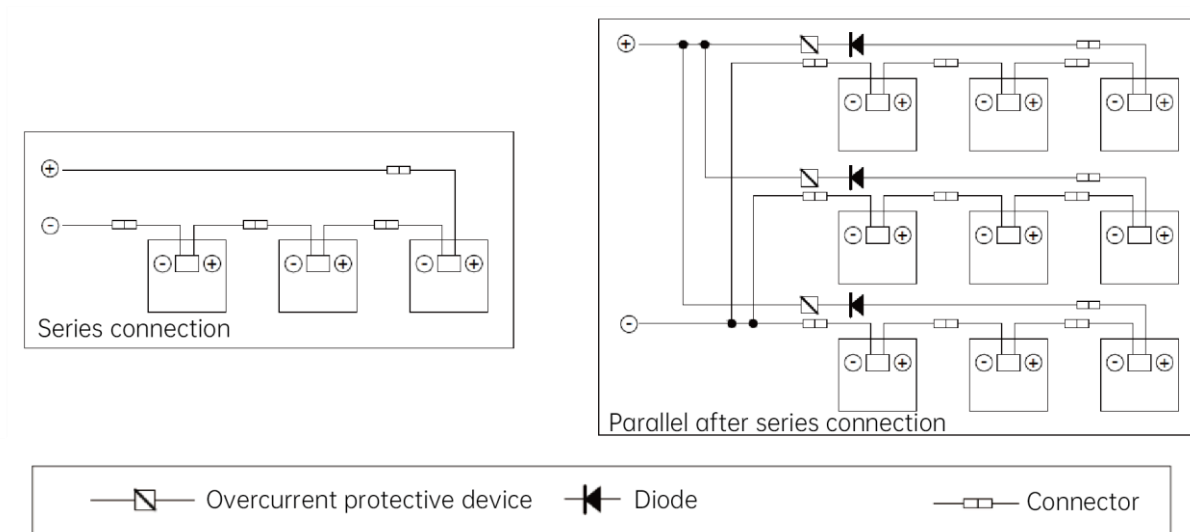 Series connection
Parallel after series connection
Overcurrent protective device
Diode
Connector